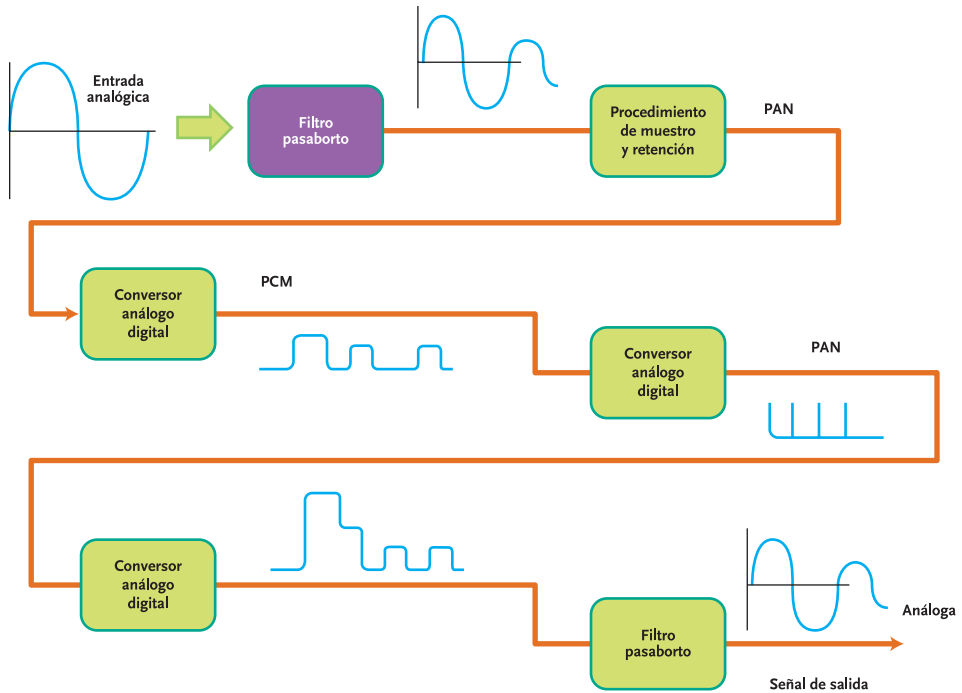 Entrada
analógica
Filtro
pasaborto
Procedimiento
de muestro
y retención
PAN
Conversor
análogo
digital
PCM
Conversor
análogo
digital
PAN
Conversor
análogo
digital
Filtro
pasaborto
Análoga
Señal de salida